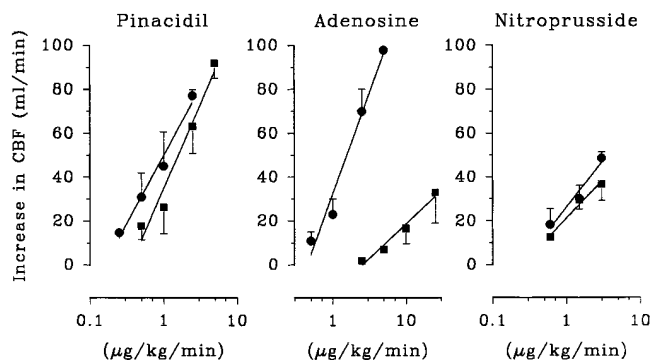 Pinacidil Adenosine Nitroprusside
Increase in CBF (ml/min)
100 100 100
80 80 80
60 60 60
40 40 40
20 20 20
0 0 0
0.1 1 10 1 10 1 10
(μg/kg/min) (μg/kg/min) (μg/kg/min)